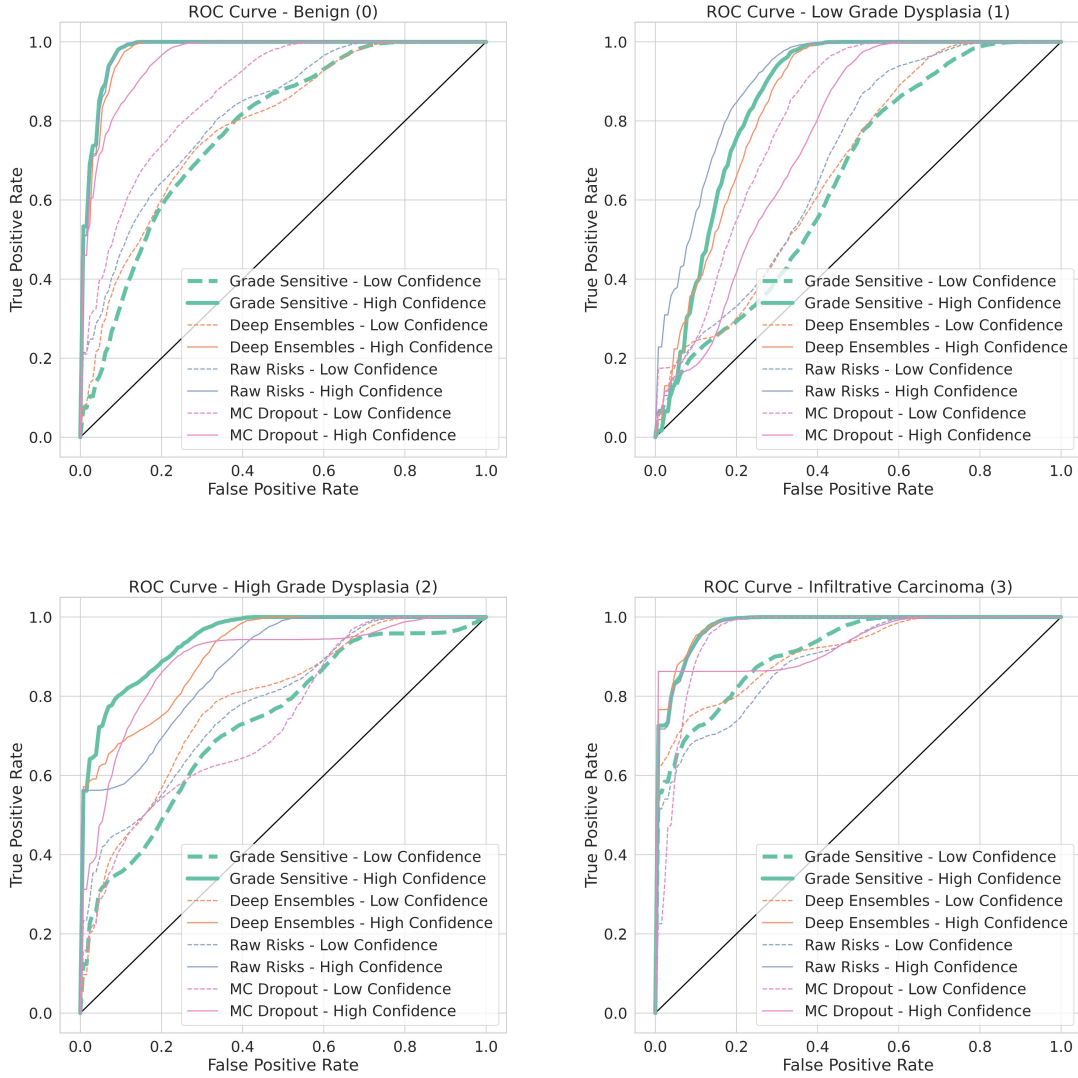 ROC Curve - Benign (0)
True Positive Rate
1.0
0.8
0.6
0.4
0.2
0.0
Grade Sensitive - Low Confidence
Grade Sensitive - High Confidence
Deep Ensembles - Low Confidence
Deep Ensembles - High Confidence
Raw Risks - Low Confidence
Raw Risks - High Confidence
MC Dropout - Low Confidence
MC Dropout - High Confidence
0.0 0.2 0.4 0.6 0.8 1.0
False Positive Rate
ROC Curve - Low Grade Dysplasia (1)
True Positive Rate
1.0
0.8
0.6
0.4
0.2
0.0
Grade Sensitive - Low Confidence
Grade Sensitive - High Confidence
Deep Ensembles - Low Confidence
Deep Ensembles - High Confidence
Raw Risks - Low Confidence
Raw Risks - High Confidence
MC Dropout - Low Confidence
MC Dropout - High Confidence
0.0 0.2 0.4 0.6 0.8 1.0
False Positive Rate
ROC Curve - High Grade Dysplasia (2)
True Positive Rate
1.0
0.8
0.6
0.4
0.2
0.0
Grade Sensitive - Low Confidence
Grade Sensitive - High Confidence
Deep Ensembles - Low Confidence
Deep Ensembles - High Confidence
Raw Risks - Low Confidence
Raw Risks - High Confidence
MC Dropout - Low Confidence
MC Dropout - High Confidence
0.0 0.2 0.4 0.6 0.8 1.0
False Positive Rate
ROC Curve - Infiltrative Carcinoma (3)
True Positive Rate
1.0
0.8
0.6
0.4
0.2
0.0
Grade Sensitive - Low Confidence
Grade Sensitive - High Confidence
Deep Ensembles - Low Confidence
Deep Ensembles - High Confidence
Raw Risks - Low Confidence
Raw Risks - High Confidence
MC Dropout - Low Confidence
MC Dropout - High Confidence
0.0 0.2 0.4 0.6 0.8 1.0
False Positive Rate